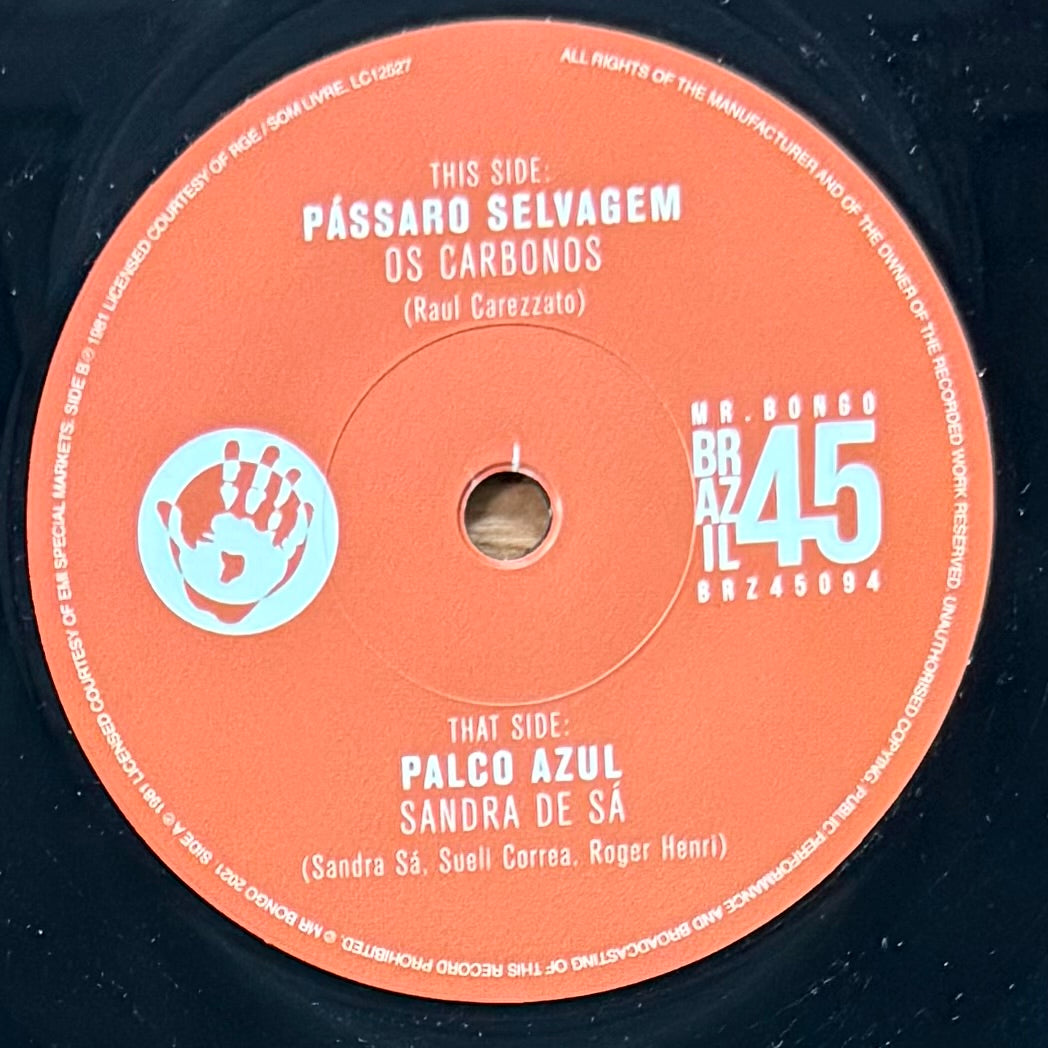 THIS SIDE:
PÁSSARO SELVAGEM
OS CARBONOS
(Raul Carezzato)
MR.BONGO
BR
AZ
IL
45
BRZ45094
THAT SIDE:
PALCO AZUL
SANDRA DE SÁ
(Sandra Sá, Sueli Correa, Roger Henri)
ALL RIGHTS OF THE MANUFACTURER AND OF THE OWNER OF THE RECORDED WORK RESERVED. UNAUTHORISED COPYING, PUBLIC PERFORMANCE AND BROADCASTING OF THIS RECORD PROHIBITED. © MR BONGO 2021 SIDE A ℗ 1981 LICENSED COURTESY OF EMI SPECIAL MARKETS. SIDE B ℗ 1981 LICENSED COURTESY OF RGE / SOM LIVRE. LC12527